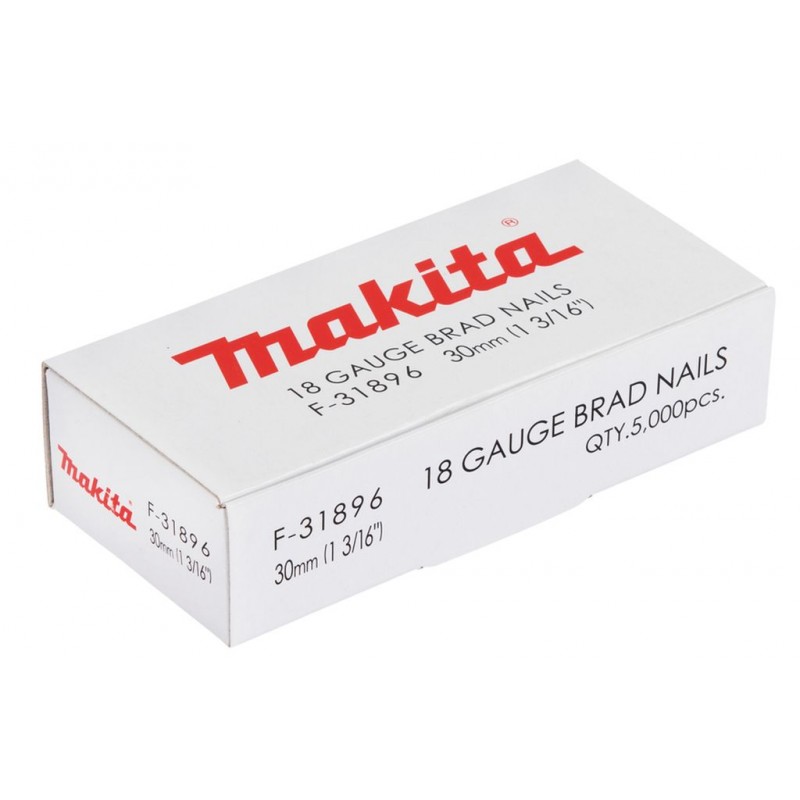 makita®
18 GAUGE BRAD NAILS
F-31896 30mm (1 3/16")
makita
F-31896
30mm (1 3/16")
F-31896
30mm (1 3/16")
18 GAUGE BRAD NAILS
QTY.5,000pcs.